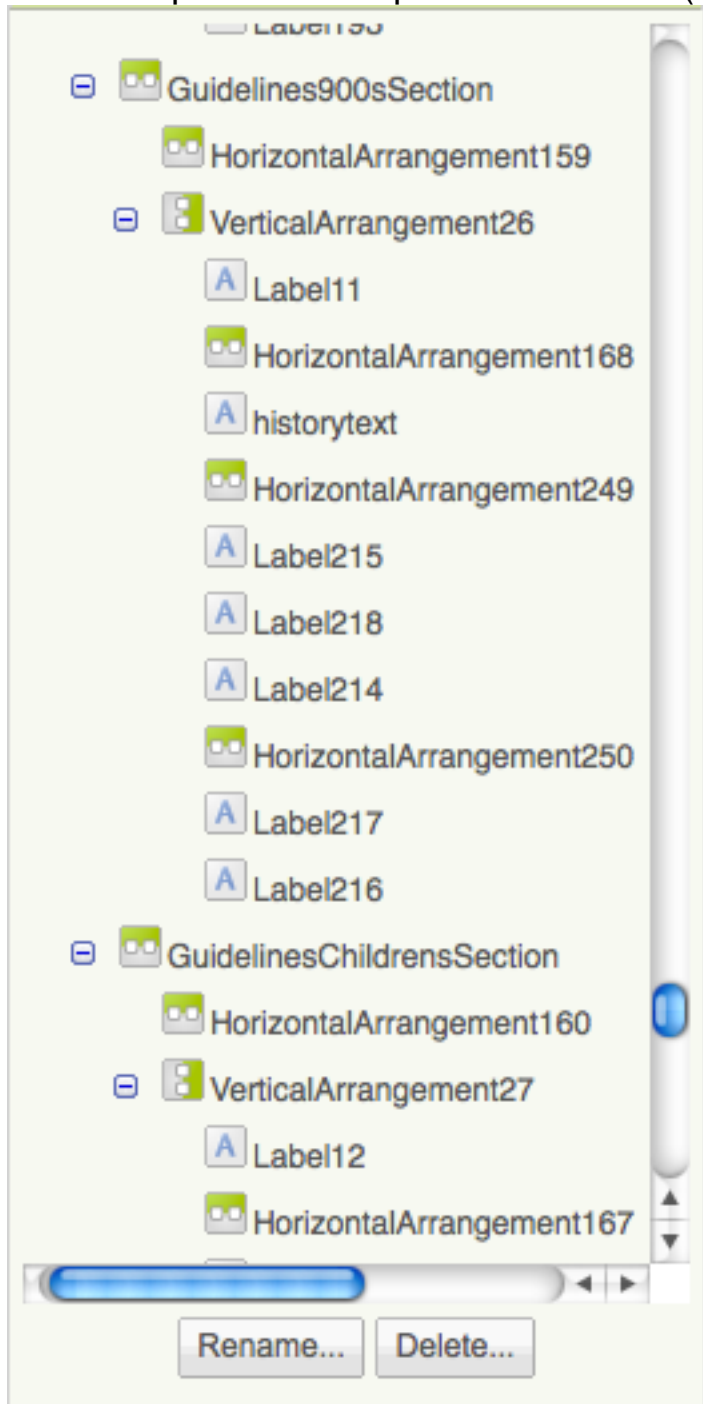 Label193
Guidelines900sSection
HorizontalArrangement159
VerticalArrangement26
A Label11
HorizontalArrangement168
A historytext
HorizontalArrangement249
A Label215
A Label218
A Label214
HorizontalArrangement250
A Label217
A Label216
GuidelinesChildrensSection
HorizontalArrangement160
VerticalArrangement27
A Label12
HorizontalArrangement167
Rename... Delete...